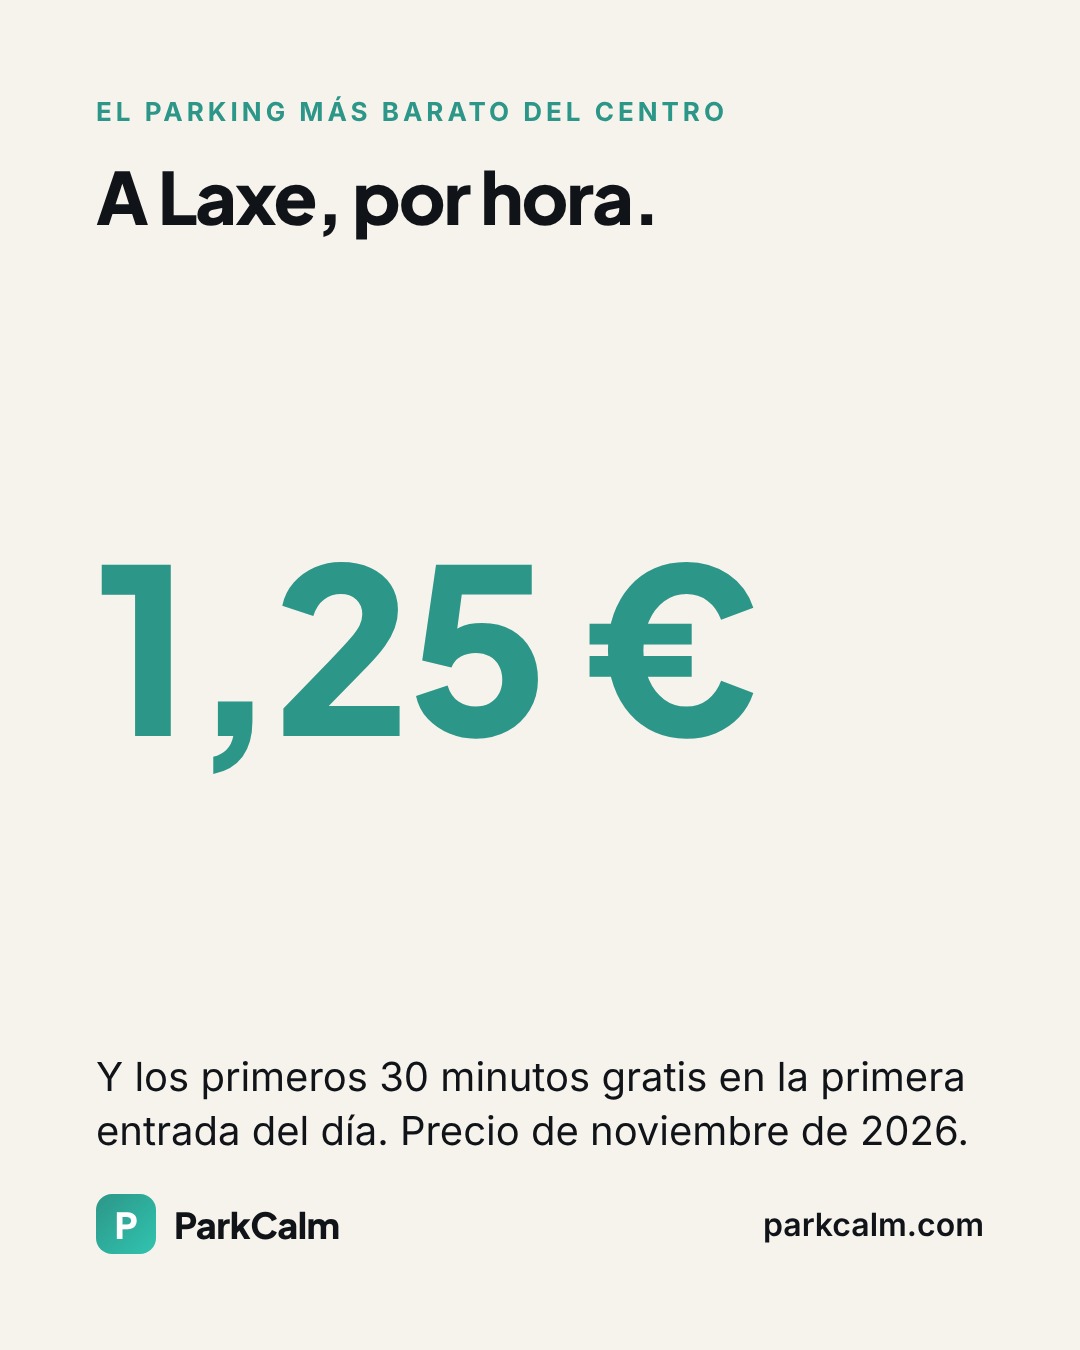 EL PARKING MÁS BARATO DEL CENTRO
A Laxe, por hora.
1,25 €
Y los primeros 30 minutos gratis en la primera
entrada del día. Precio de noviembre de 2026.
P ParkCalm
parkcalm.com